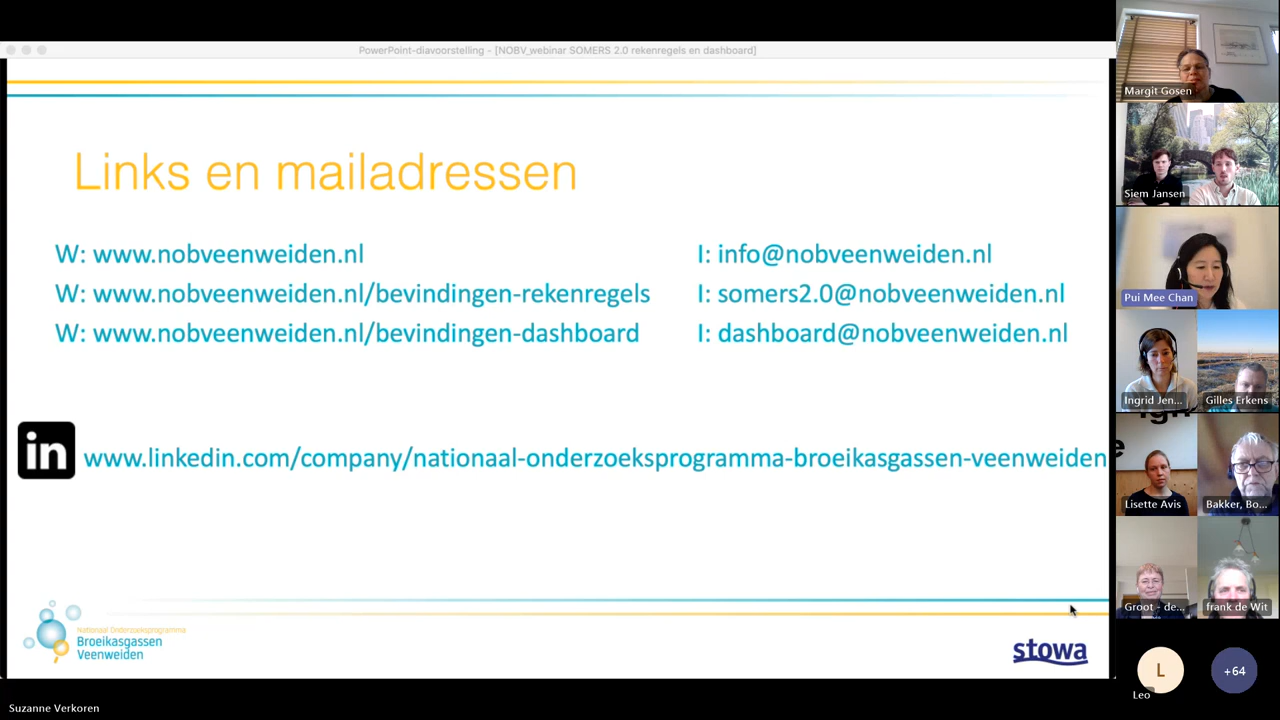 PowerPoint-diavoorstelling - [NOBV_webinar SOMERS 2.0 rekenregels en dashboard]
Links en mailadressen
W: www.nobveenweiden.nl
W: www.nobveenweiden.nl/bevindingen-rekenregels
W: www.nobveenweiden.nl/bevindingen-dashboard
I: info@nobveenweiden.nl
I: somers2.0@nobveenweiden.nl
I: dashboard@nobveenweiden.nl
in
www.linkedin.com/company/nationaal-onderzoeksprogramma-broeikasgassen-veenweiden
Nationaal Onderzoeksprogramma
Broeikasgassen
Veenweiden
stowa
Suzanne Verkoren
Margit Gosen
Siem Jansen
Pui Mee Chan
Ingrid Jen...
Gilles Erkens
Lisette Avis
Bakker, Bo...
Groot - de...
frank de Wit
L
Leo
+64